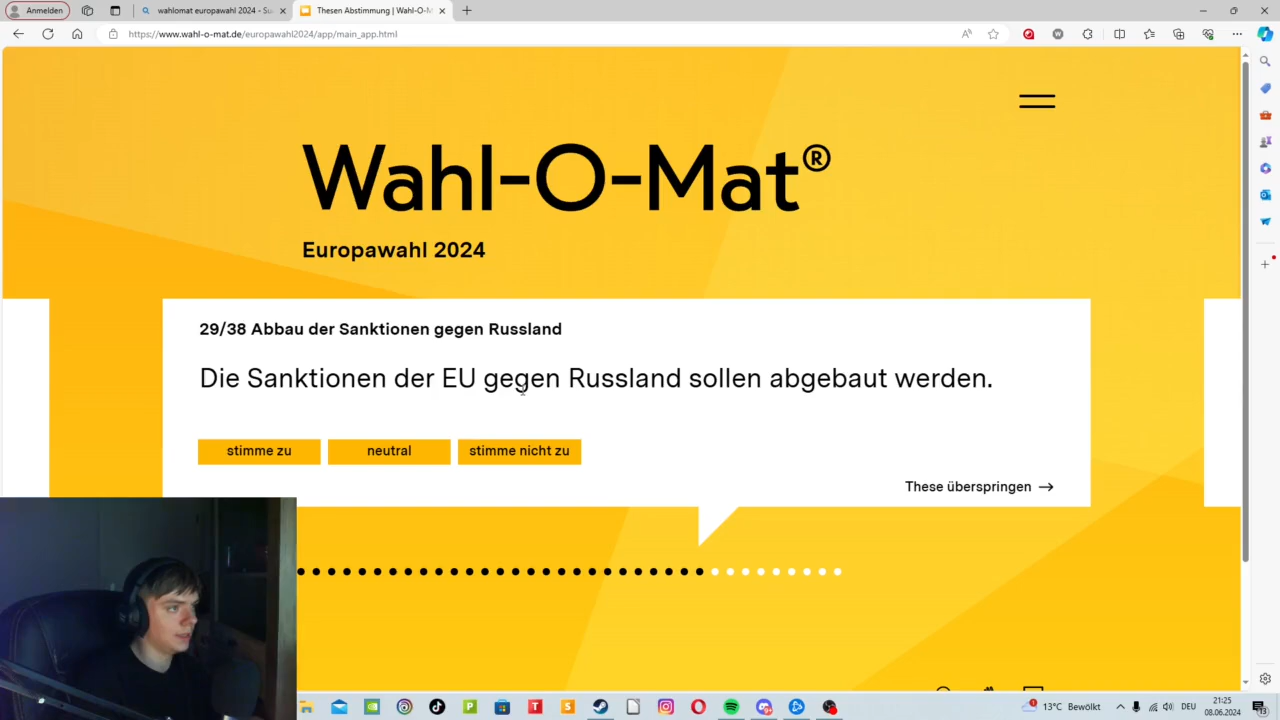 Anmelden
wahlomat europawahl 2024 - Su
Thesen Abstimmung | Wahl-O-M
https://www.wahl-o-mat.de/europawahl2024/app/main_app.html
Wahl-O-Mat®
Europawahl 2024
29/38 Abbau der Sanktionen gegen Russland
Die Sanktionen der EU gegen Russland sollen abgebaut werden.
stimme zu
neutral
stimme nicht zu
These überspringen →
13°C Bewölkt
DEU
21:25
08.06.2024